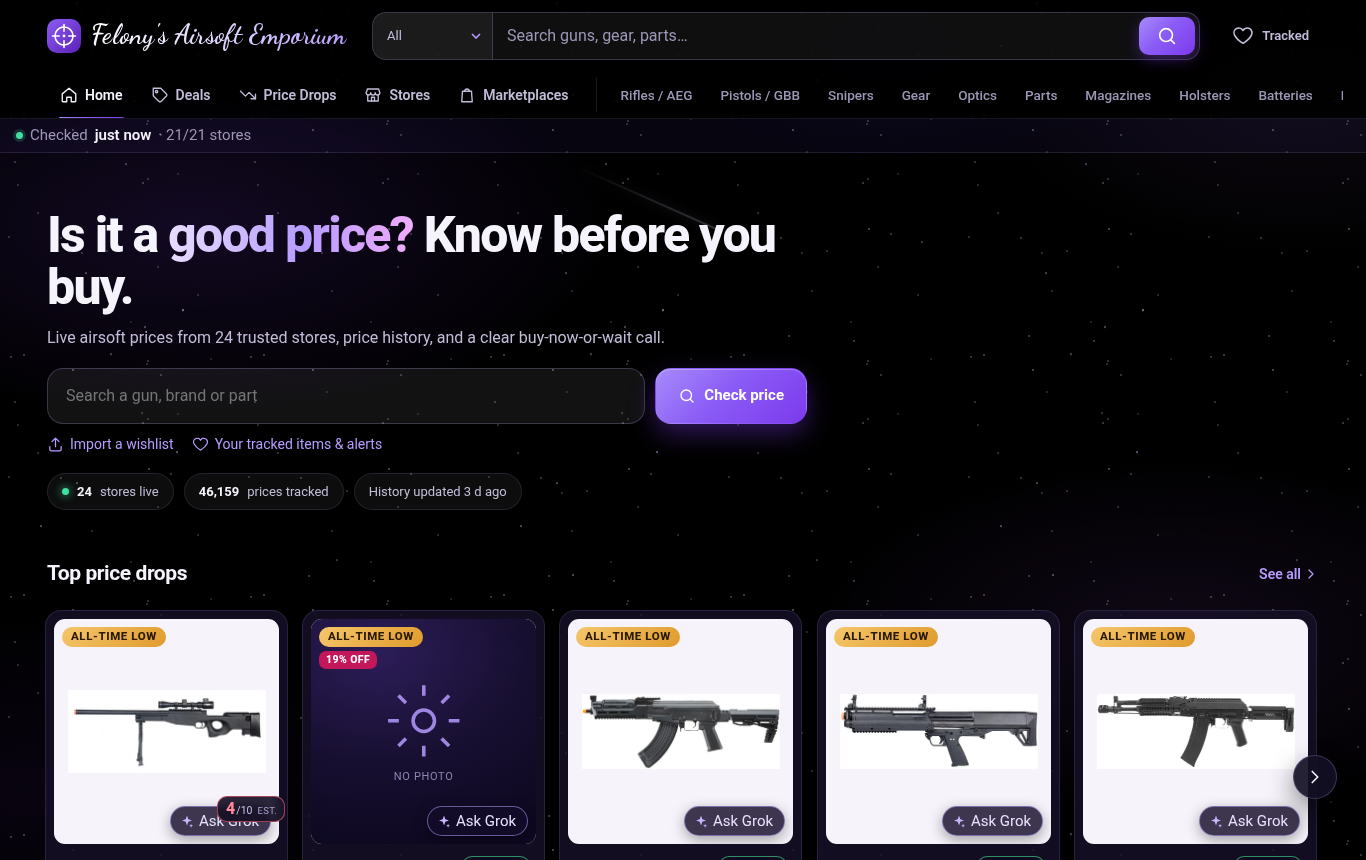 Felony's Airsoft Emporium
All
Search guns, gear, parts…
Tracked
Home
Deals
Price Drops
Stores
Marketplaces
Rifles / AEG
Pistols / GBB
Snipers
Gear
Optics
Parts
Magazines
Holsters
Batteries
Checked just now · 21/21 stores
Is it a good price? Know before you
buy.
Live airsoft prices from 24 trusted stores, price history, and a clear buy-now-or-wait call.
Search a gun, brand or part
Check price
Import a wishlist
Your tracked items & alerts
24 stores live
46,159 prices tracked
History updated 3 d ago
Top price drops
See all
ALL-TIME LOW
4/10 EST.
Ask Grok
ALL-TIME LOW
19% OFF
NO PHOTO
Ask Grok
ALL-TIME LOW
Ask Grok
ALL-TIME LOW
Ask Grok
ALL-TIME LOW
Ask Grok